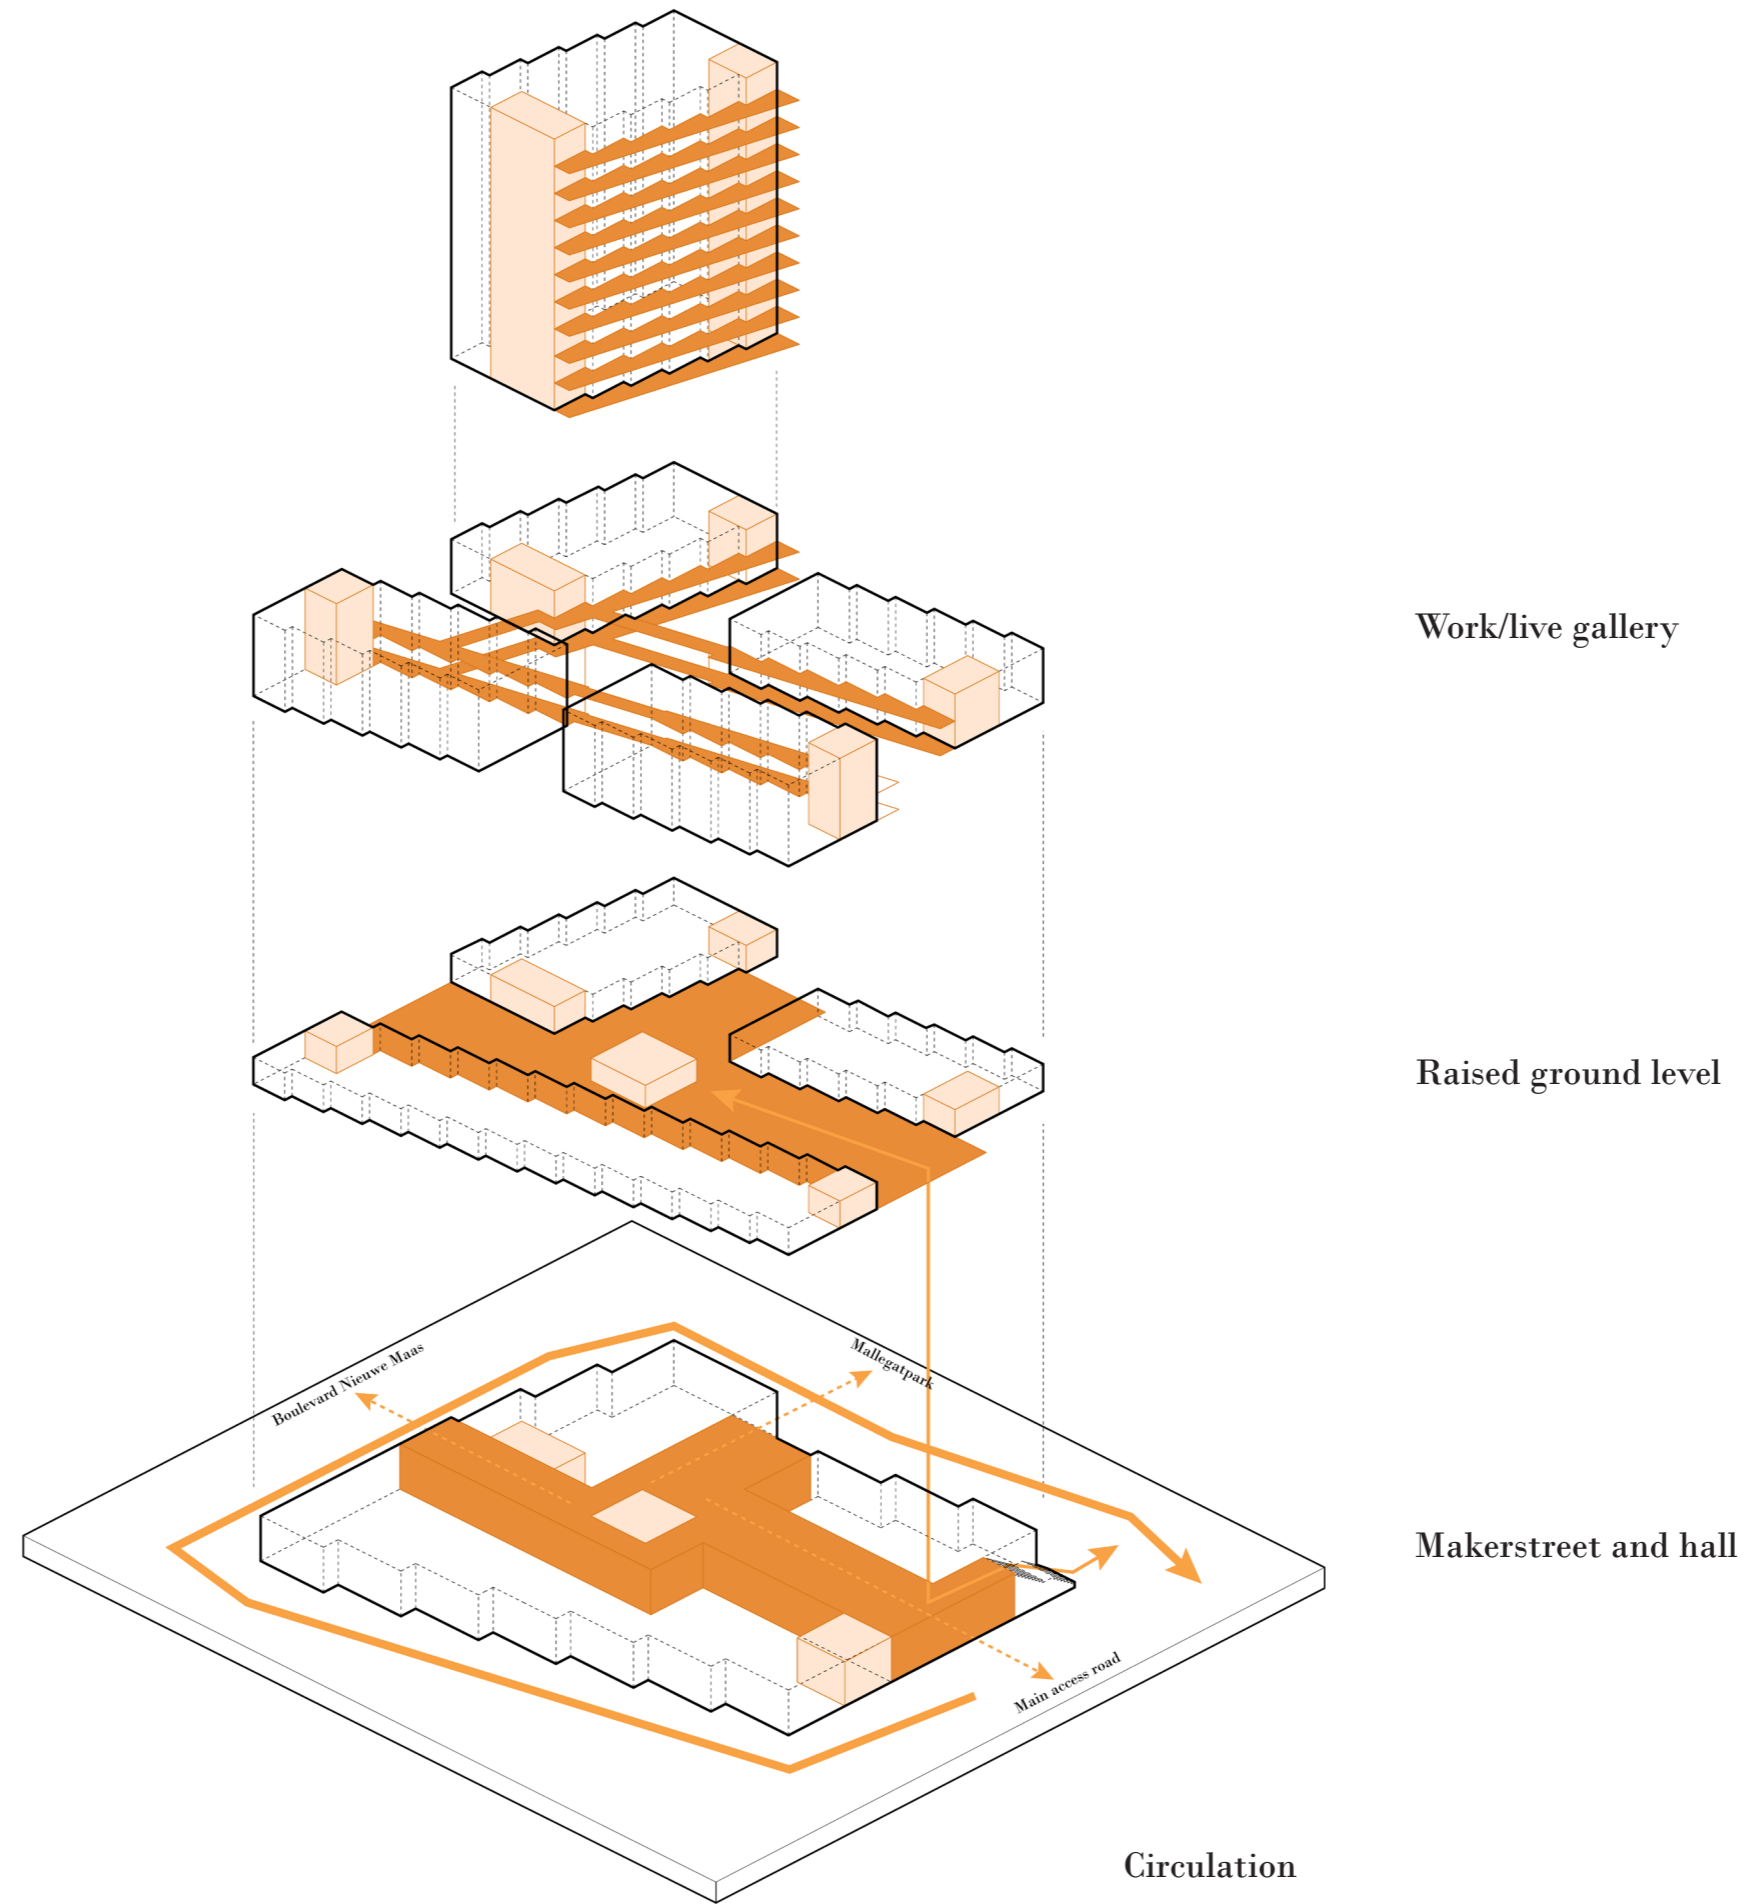 Work/live gallery
Raised ground level
Boulevard Nieuwe Maas
Mallegatpark
Makerstreet and hall
Main access road
Circulation